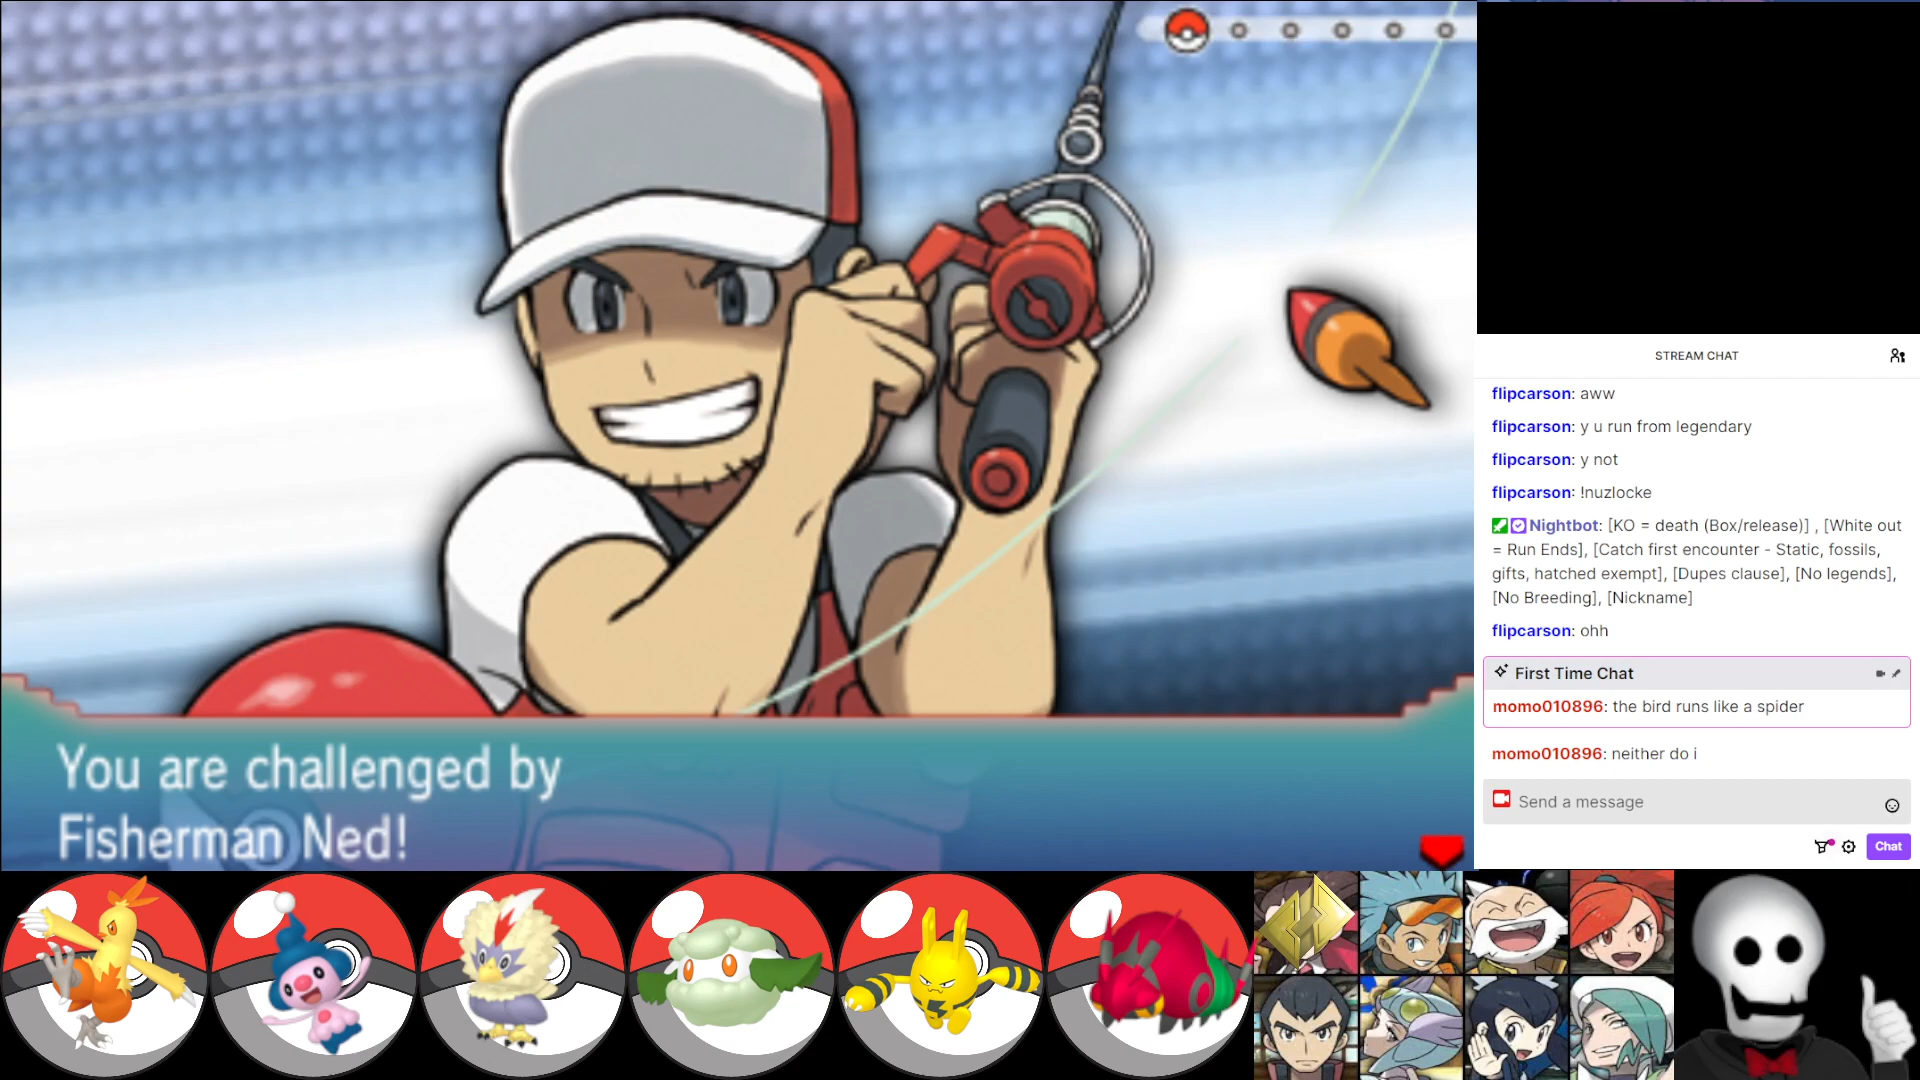 You are challenged by
Fisherman Ned!
STREAM CHAT
flipcarson: aww
flipcarson: y u run from legendary
flipcarson: y not
flipcarson: !nuzlocke
Nightbot: [KO = death (Box/release)] , [White out
= Run Ends], [Catch first encounter - Static, fossils,
gifts, hatched exempt], [Dupes clause], [No legends],
[No Breeding], [Nickname]
flipcarson: ohh
First Time Chat
momo010896: the bird runs like a spider
momo010896: neither do i
Send a message
Chat